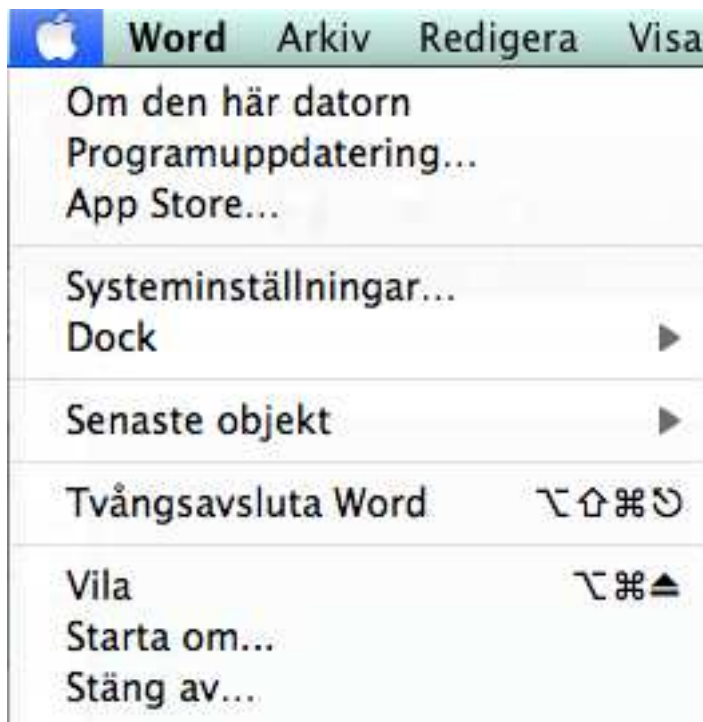 Word Arkiv Redigera Visa
Om den här datorn
Programuppdatering...
App Store...
Systeminställningar...
Dock
Senaste objekt
Tvångsavsluta Word ⌥⇧⌘⎋
Vila ⌥⌘⏏
Starta om...
Stäng av...